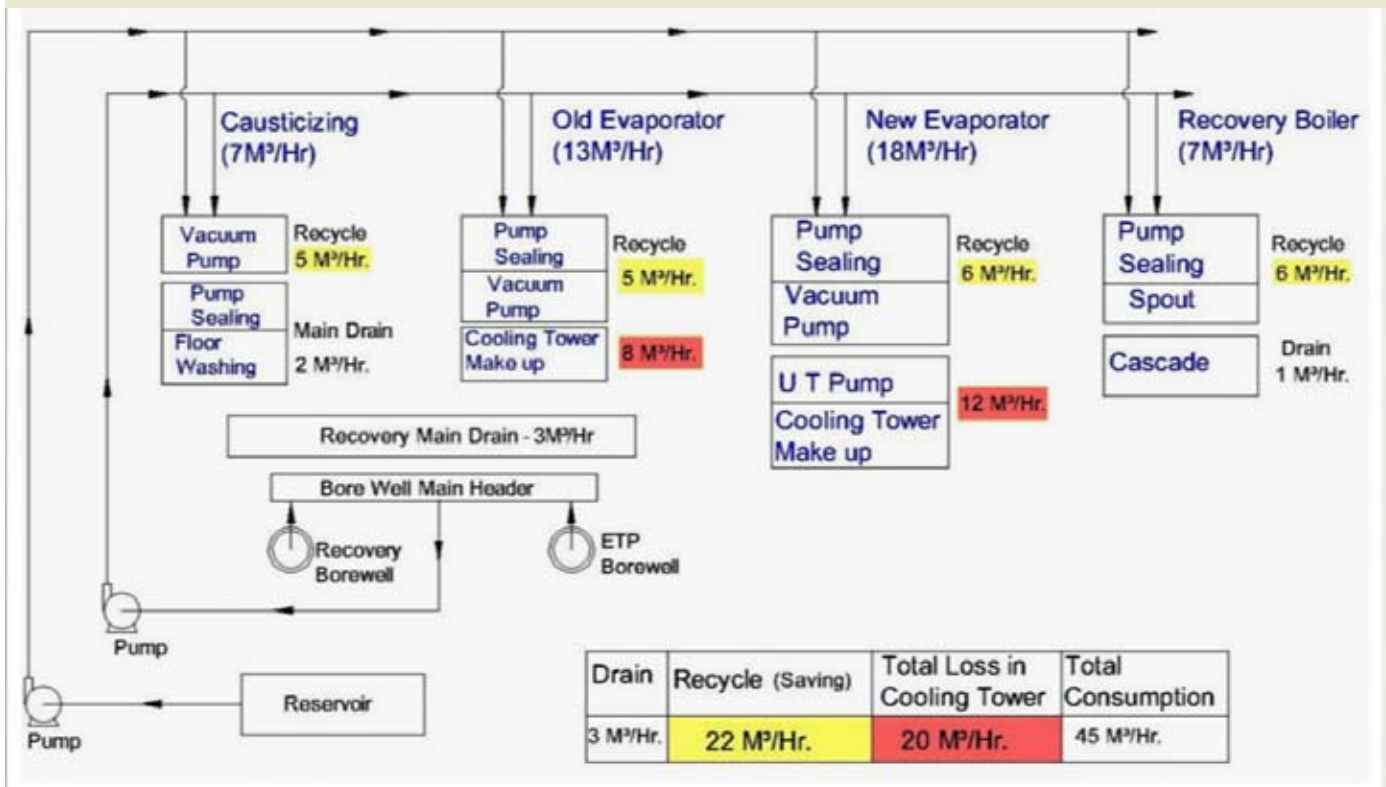 Causticizing
(7M³/Hr)
Old Evaporator
(13M³/Hr)
New Evaporator
(18M³/Hr)
Recovery Boiler
(7M³/Hr)
Vacuum
Pump
Recycle
5 M³/Hr.
Pump
Sealing
Floor
Washing
Main Drain
2 M³/Hr.
Pump
Sealing
Vacuum
Pump
Recycle
5 M³/Hr.
Cooling Tower
Make up
8 M³/Hr.
Pump
Sealing
Vacuum
Pump
Recycle
6 M³/Hr.
U T Pump
Cooling Tower
Make up
12 M³/Hr.
Pump
Sealing
Spout
Recycle
6 M³/Hr.
Cascade
Drain
1 M³/Hr.
Recovery Main Drain - 3M³/Hr
Bore Well Main Header
Recovery
Borewell
ETP
Borewell
Pump
Reservoir
Pump
Drain
Recycle (Saving)
Total Loss in
Cooling Tower
Total
Consumption
3 M³/Hr.
22 M³/Hr.
20 M³/Hr.
45 M³/Hr.